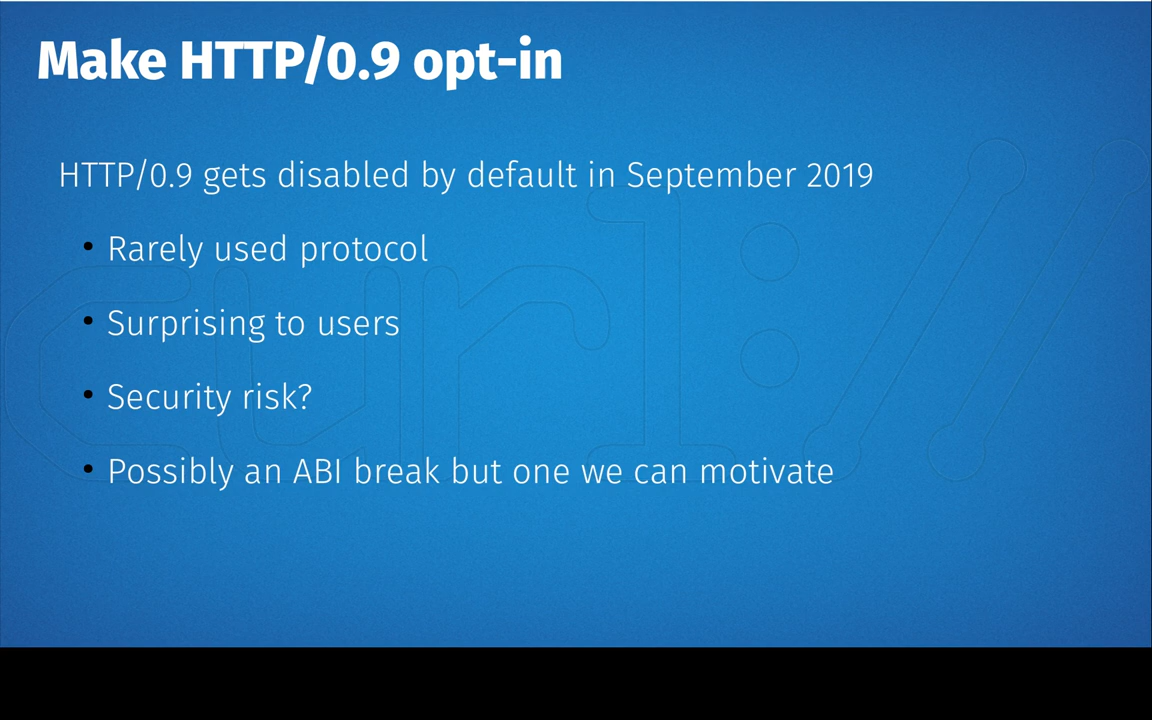 Make HTTP/0.9 opt-in
HTTP/0.9 gets disabled by default in September 2019
• Rarely used protocol
• Surprising to users
• Security risk?
• Possibly an ABI break but one we can motivate
curl://